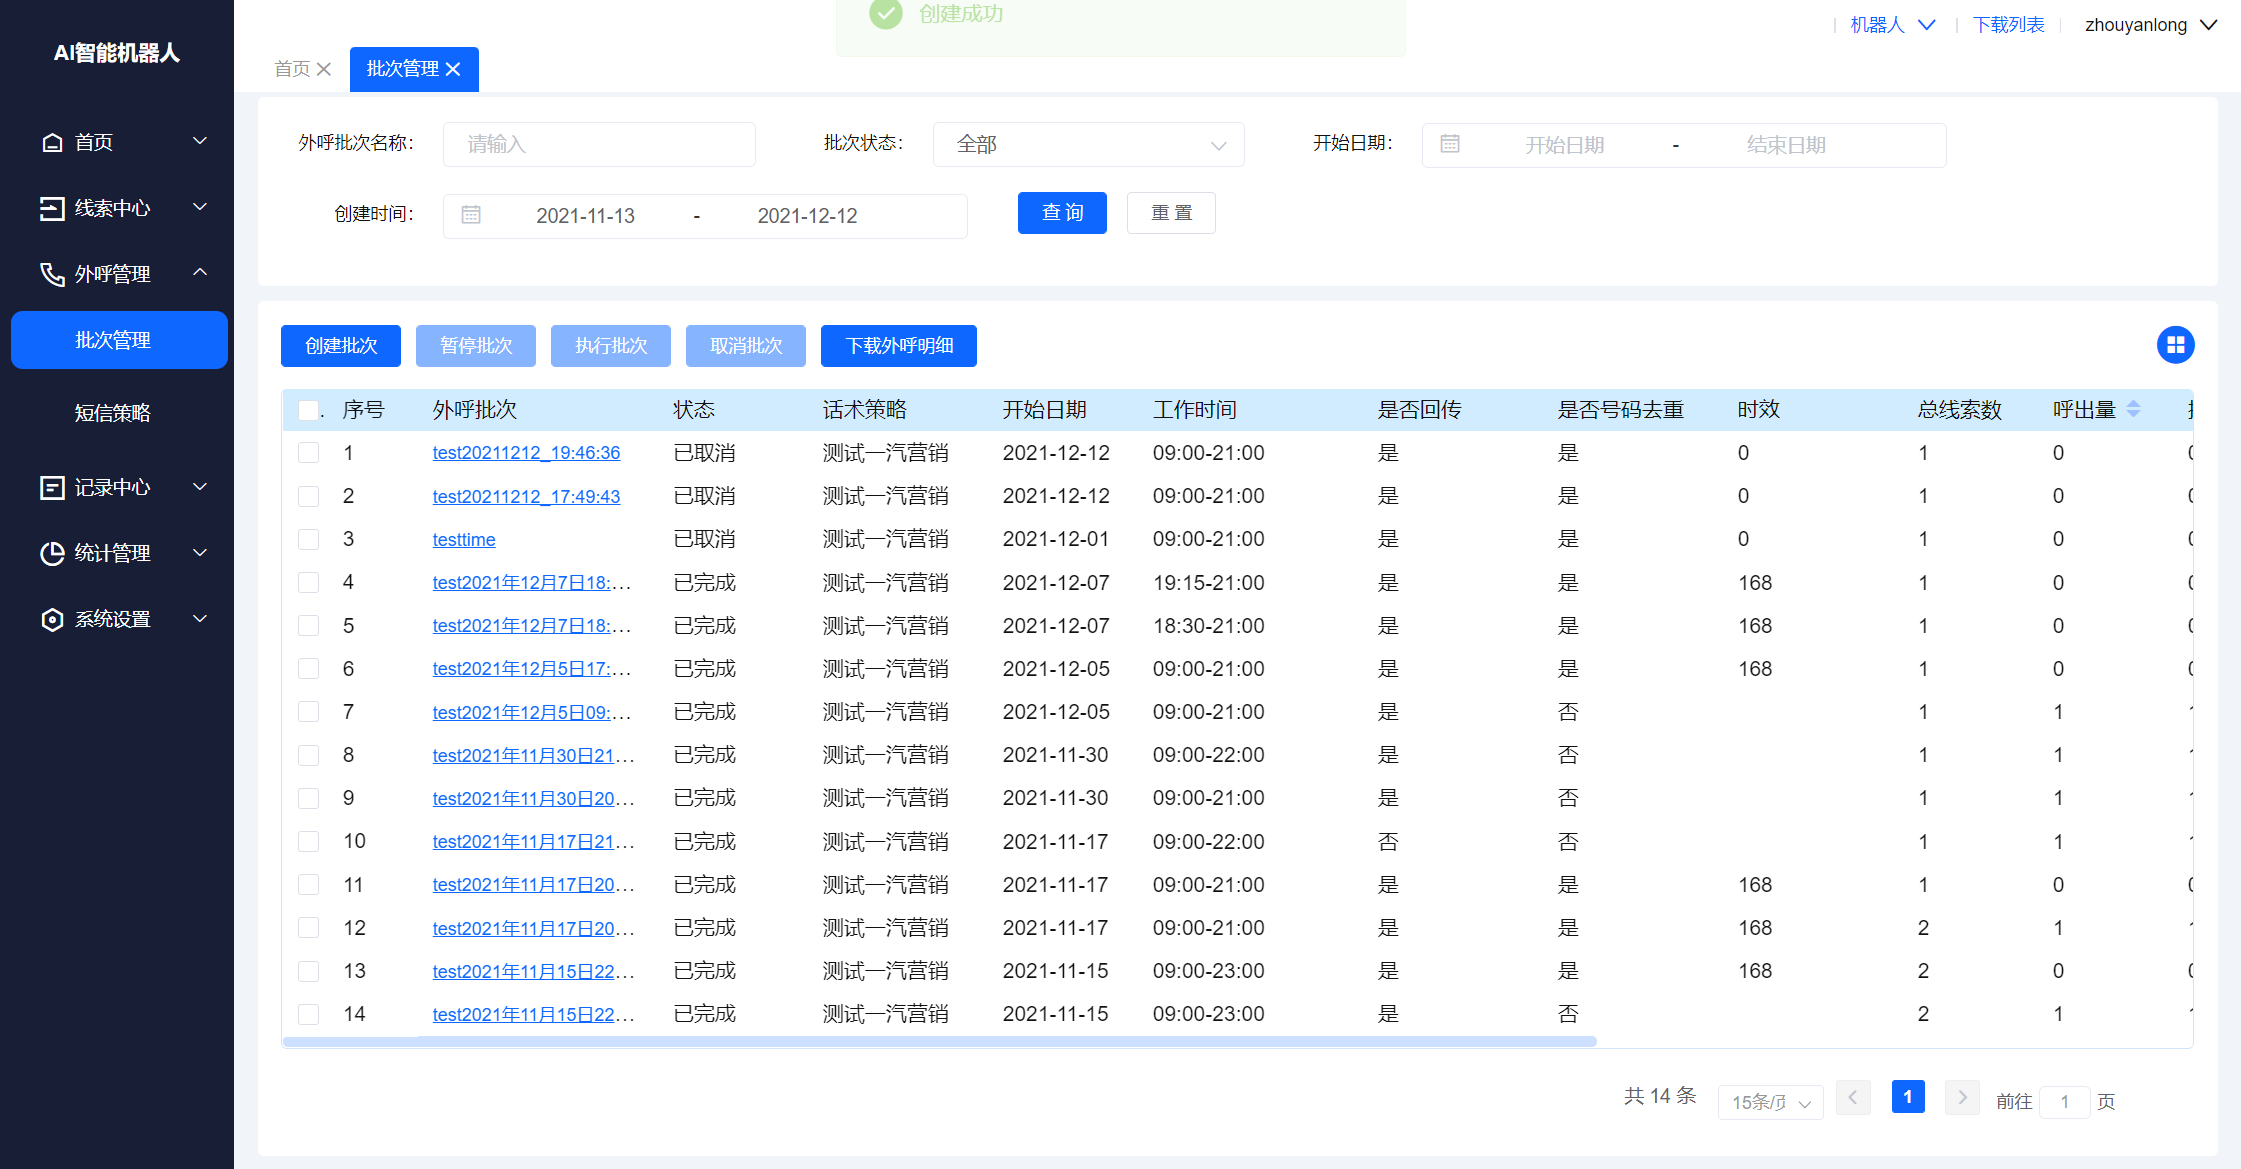 创建成功
机器人
下载列表
zhouyanlong
AI智能机器人
首页
批次管理
首页
线索中心
外呼管理
批次管理
短信策略
记录中心
统计管理
系统设置
外呼批次名称：
请输入
批次状态：
全部
开始日期：
开始日期 - 结束日期
创建时间：
2021-11-13 - 2021-12-12
查 询
重 置
创建批次
暂停批次
执行批次
取消批次
下载外呼明细
. 序号 外呼批次 状态 话术策略 开始日期 工作时间 是否回传 是否号码去重 时效 总线索数 呼出量
1 test20211212_19:46:36 已取消 测试一汽营销 2021-12-12 09:00-21:00 是 是 0 1 0
2 test20211212_17:49:43 已取消 测试一汽营销 2021-12-12 09:00-21:00 是 是 0 1 0
3 testtime 已取消 测试一汽营销 2021-12-01 09:00-21:00 是 是 0 1 0
4 test2021年12月7日18:... 已完成 测试一汽营销 2021-12-07 19:15-21:00 是 是 168 1 0
5 test2021年12月7日18:... 已完成 测试一汽营销 2021-12-07 18:30-21:00 是 是 168 1 0
6 test2021年12月5日17:... 已完成 测试一汽营销 2021-12-05 09:00-21:00 是 是 168 1 0
7 test2021年12月5日09:... 已完成 测试一汽营销 2021-12-05 09:00-21:00 是 否 1 1
8 test2021年11月30日21... 已完成 测试一汽营销 2021-11-30 09:00-22:00 是 否 1 1
9 test2021年11月30日20... 已完成 测试一汽营销 2021-11-30 09:00-21:00 是 否 1 1
10 test2021年11月17日21... 已完成 测试一汽营销 2021-11-17 09:00-22:00 否 否 1 1
11 test2021年11月17日20... 已完成 测试一汽营销 2021-11-17 09:00-21:00 是 是 168 1 0
12 test2021年11月17日20... 已完成 测试一汽营销 2021-11-17 09:00-21:00 是 是 168 2 1
13 test2021年11月15日22... 已完成 测试一汽营销 2021-11-15 09:00-23:00 是 是 168 2 0
14 test2021年11月15日22... 已完成 测试一汽营销 2021-11-15 09:00-23:00 是 否 2 1
共 14 条 15条/页 1 前往 1 页